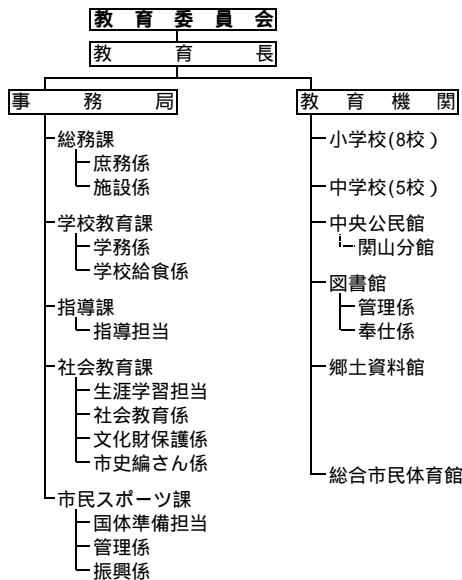 教育委員会
教育長
事務局
総務課
庶務係
施設係
学校教育課
学務係
学校給食係
指導課
指導担当
社会教育課
生涯学習担当
社会教育係
文化財保護係
市史編さん係
市民スポーツ課
国体準備担当
管理係
振興係
教育機関
小学校(8校)
中学校(5校)
中央公民館
関山分館
図書館
管理係
奉仕係
郷土資料館
総合市民体育館